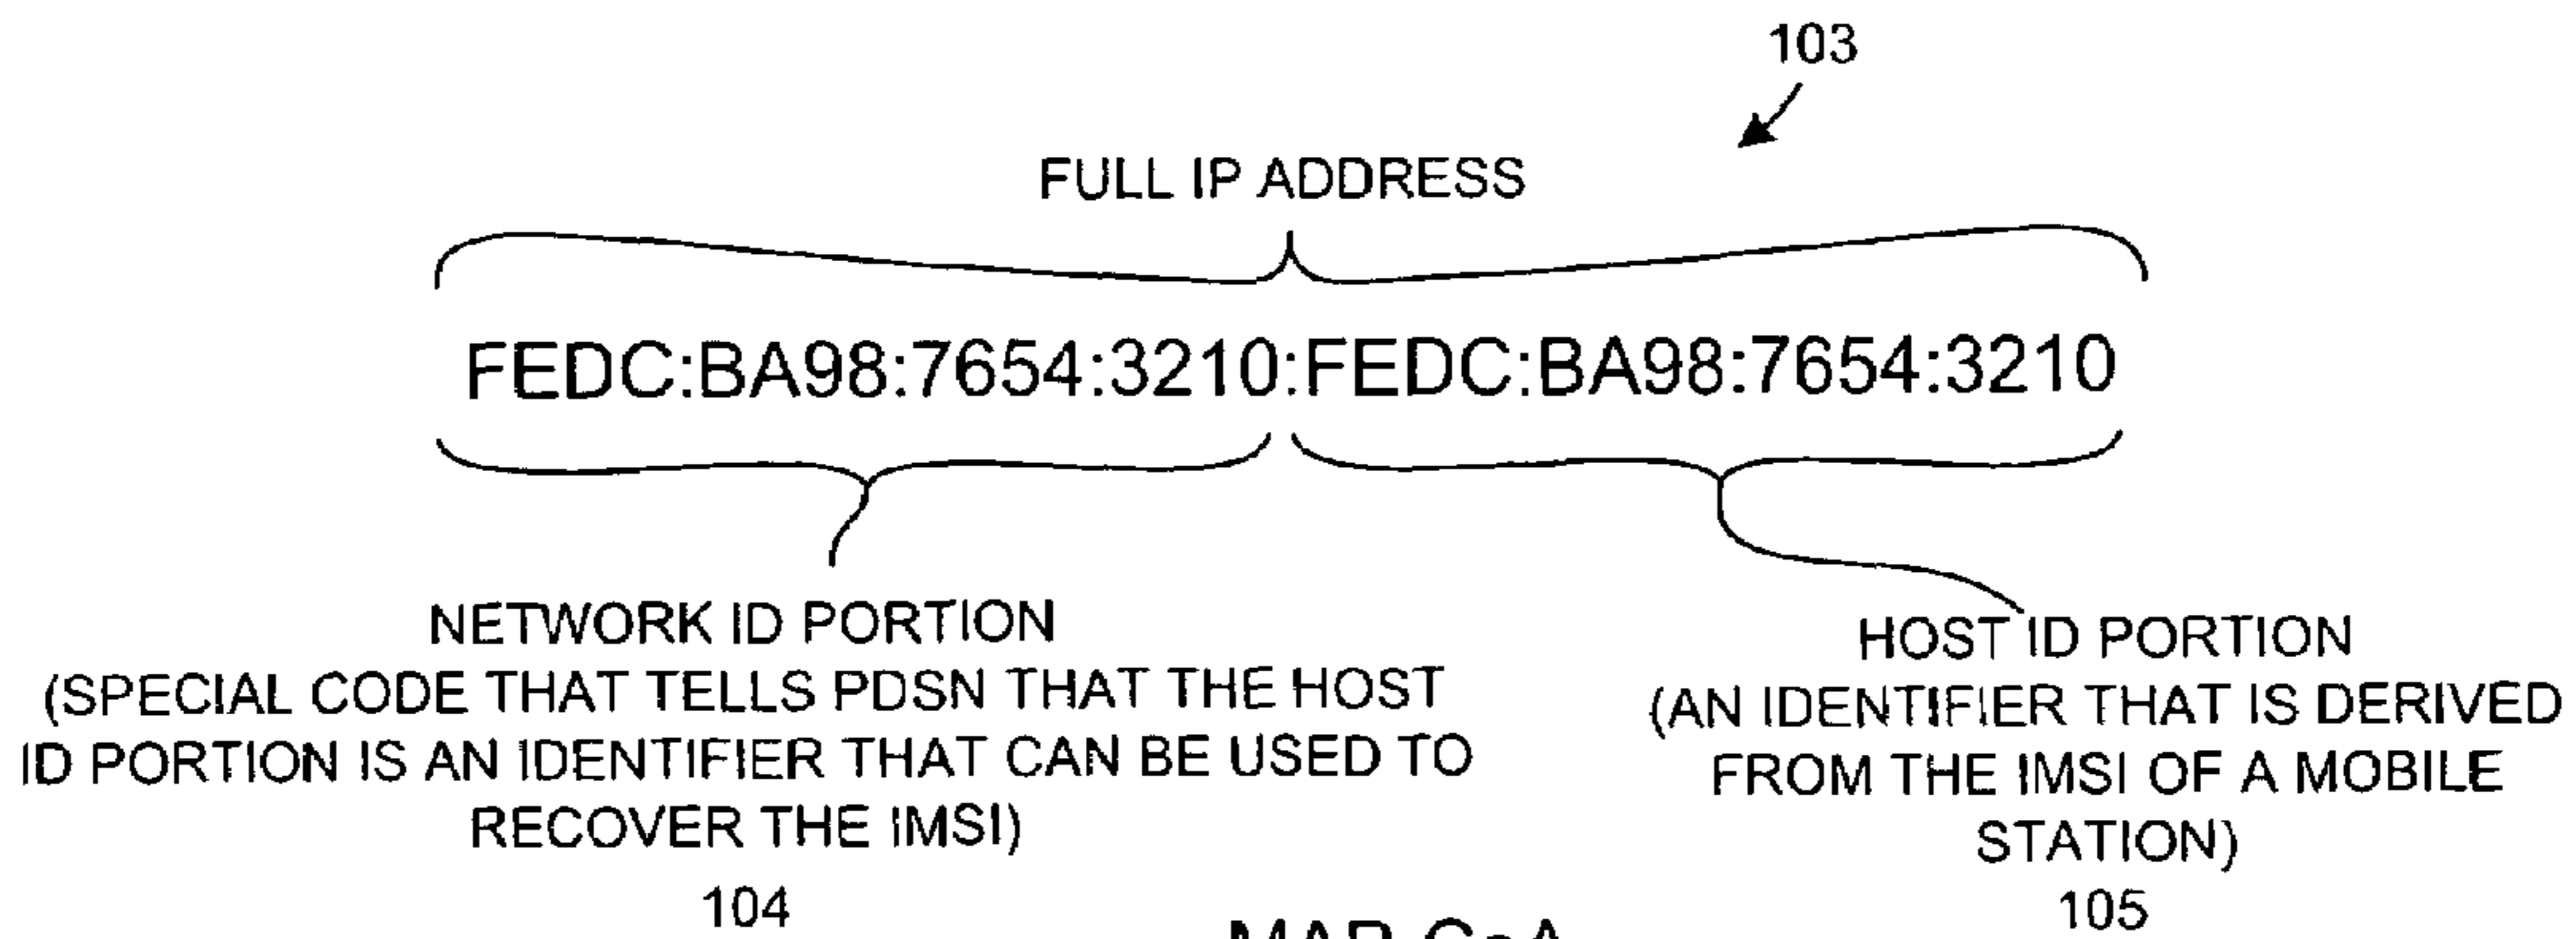 103
FULL IP ADDRESS
FEDC:BA98:7654:3210:FEDC:BA98:7654:3210
NETWORK ID PORTION
(SPECIAL CODE THAT TELLS PDSN THAT THE HOST
ID PORTION IS AN IDENTIFIER THAT CAN BE USED TO
RECOVER THE IMSI)
104
HOST ID PORTION
(AN IDENTIFIER THAT IS DERIVED
FROM THE IMSI OF A MOBILE
STATION)
105